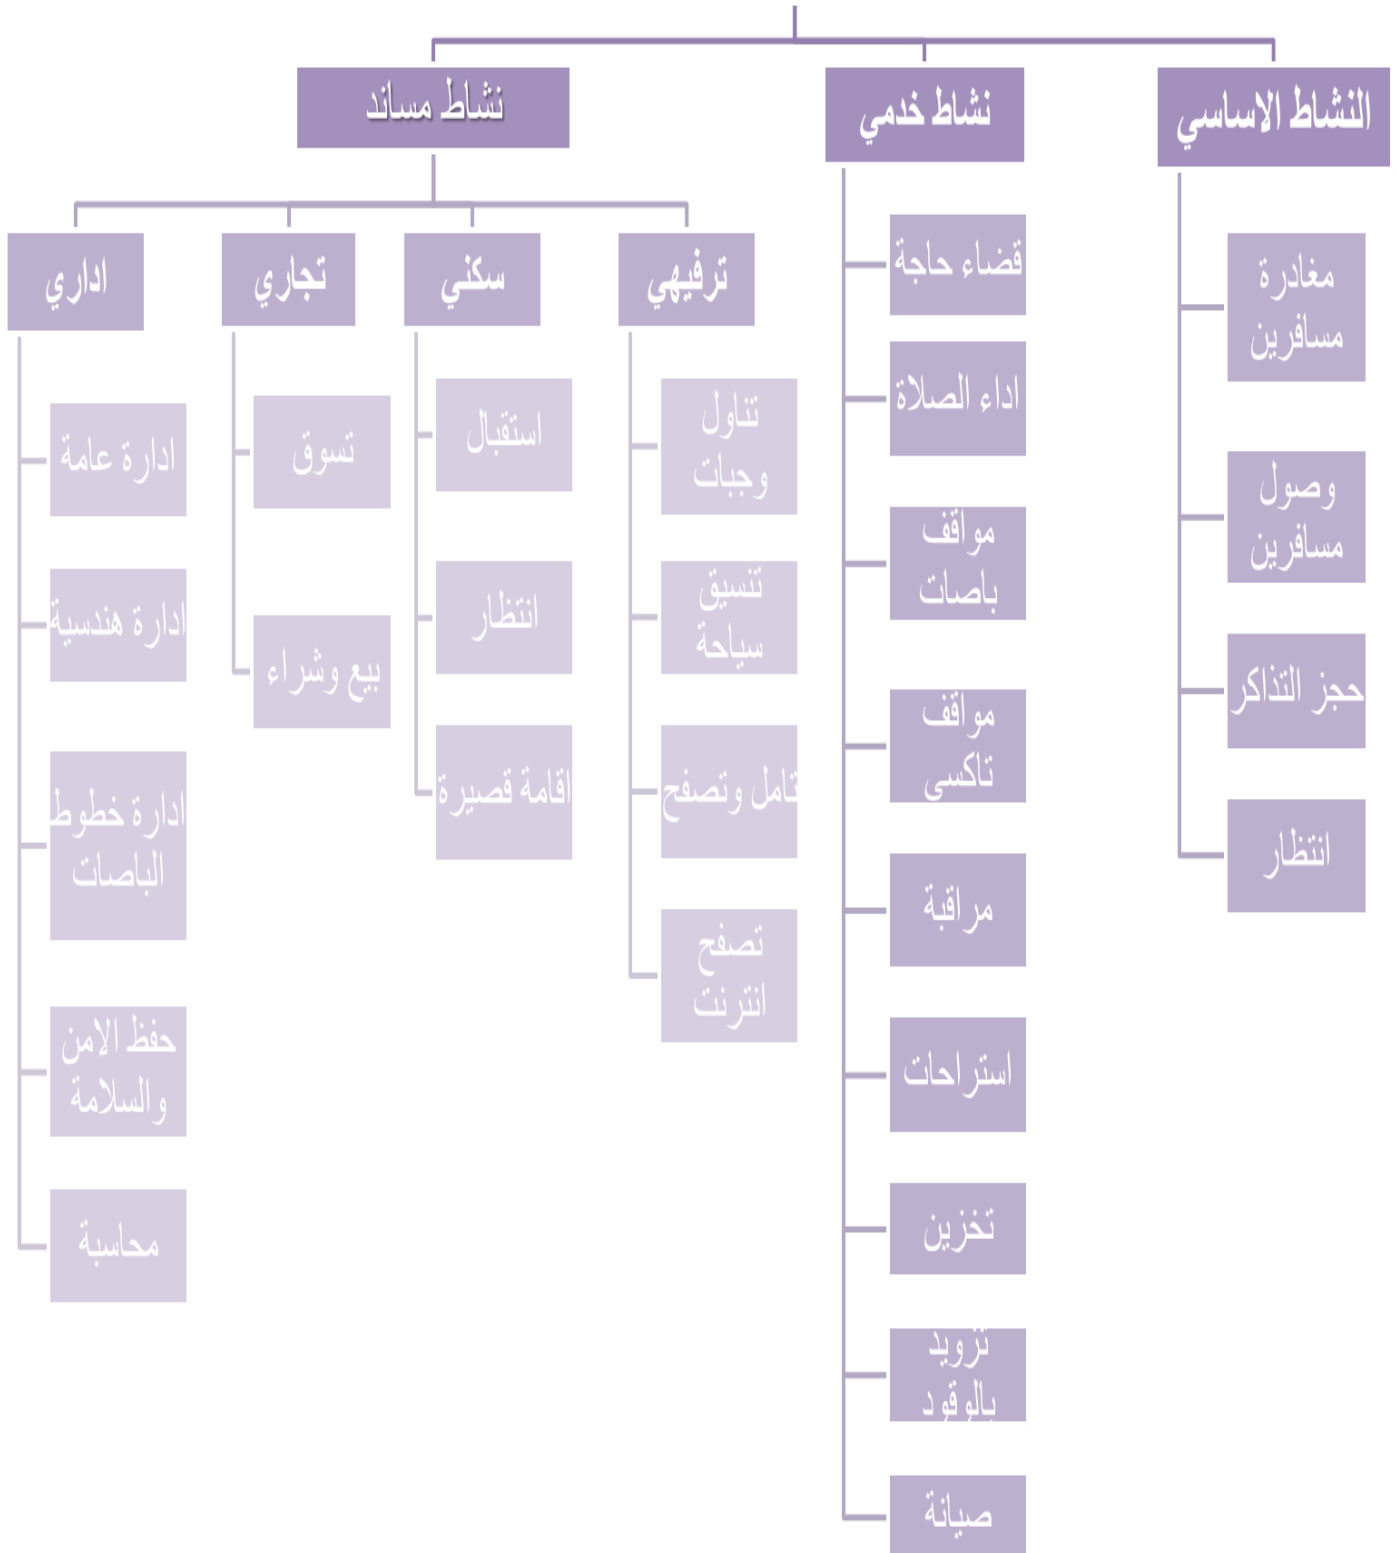 النشاط الاساسي
نشاط خدمي
نشاط مساند
مغادرة
مسافرين
وصول
مسافرين
حجز التذاكر
انتظار
قضاء حاجة
اداء الصلاة
مواقف
باصات
مواقف
تاكسي
مراقبة
استراحات
تخزين
تزويد
بالوقود
صيانة
ترفيهي
سكني
تجاري
اداري
تناول
وجبات
تنسيق
سياحة
تامل وتصفح
تصفح
انترنت
استقبال
انتظار
اقامة قصيرة
تسوق
بيع وشراء
ادارة عامة
ادارة هندسية
ادارة خطوط
الباصات
حفظ الامن
والسلامة
محاسبة